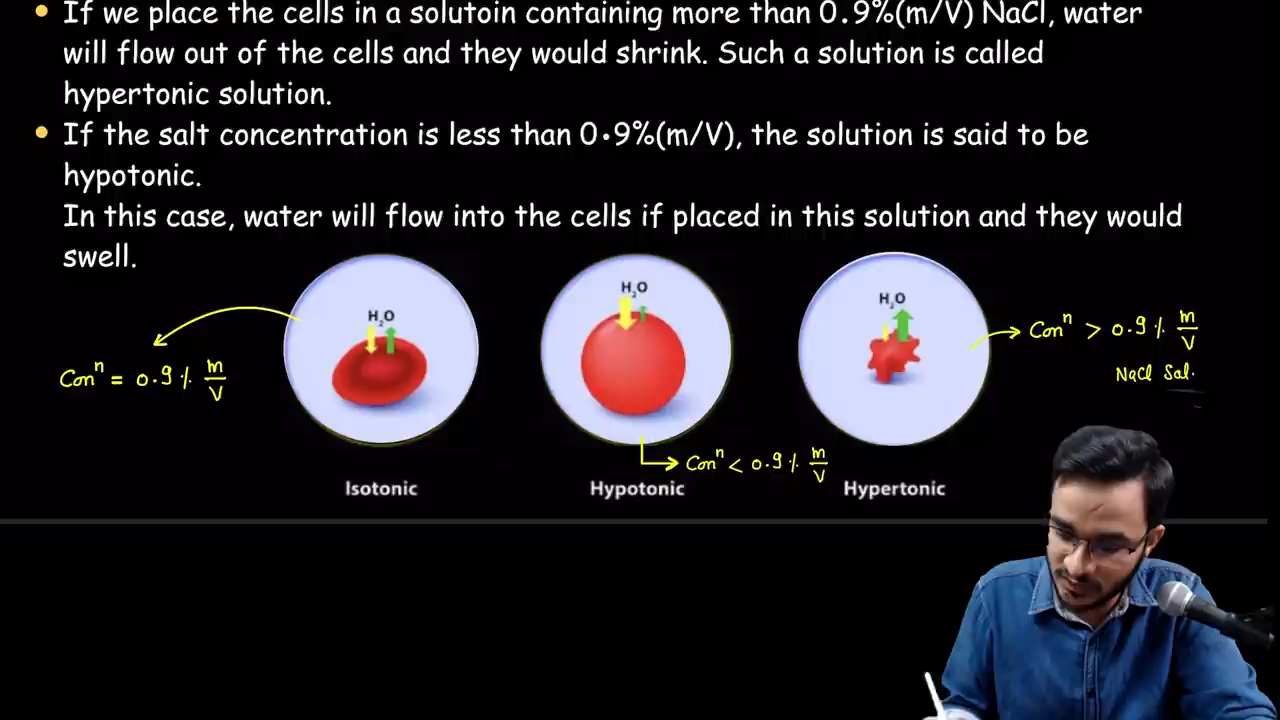 If we place the cells in a solutoin containing more than 0.9%(m/V) NaCl, water
will flow out of the cells and they would shrink. Such a solution is called
hypertonic solution.
If the salt concentration is less than 0.9%(m/V), the solution is said to be
hypotonic.
In this case, water will flow into the cells if placed in this solution and they would
swell.
H₂O
H₂O
H₂O
Conⁿ = 0.9% m/V
Conⁿ > 0.9% m/V
NaCl Sol.
Conⁿ < 0.9% m/V
Isotonic
Hypotonic
Hypertonic